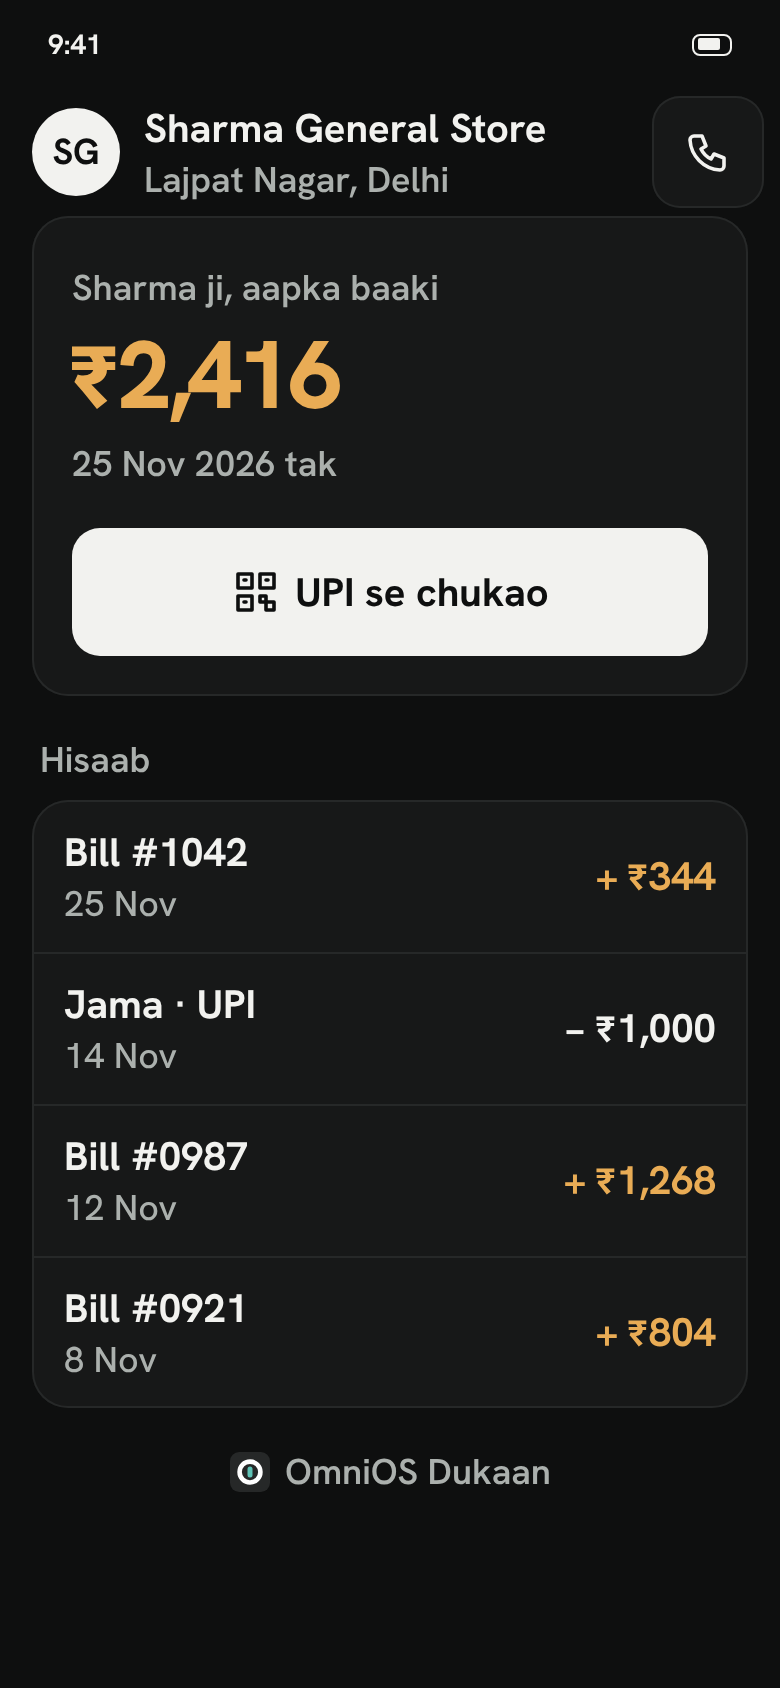 9:41
SG
Sharma General Store
Lajpat Nagar, Delhi
Sharma ji, aapka baaki
₹2,416
25 Nov 2026 tak
UPI se chukao
Hisaab
Bill #1042
25 Nov
+ ₹344
Jama · UPI
14 Nov
– ₹1,000
Bill #0987
12 Nov
+ ₹1,268
Bill #0921
8 Nov
+ ₹804
OmniOS Dukaan